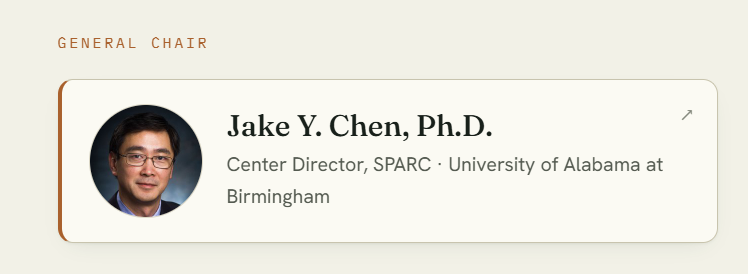 GENERAL CHAIR
Jake Y. Chen, Ph.D.
↗
Center Director, SPARC · University of Alabama at
Birmingham